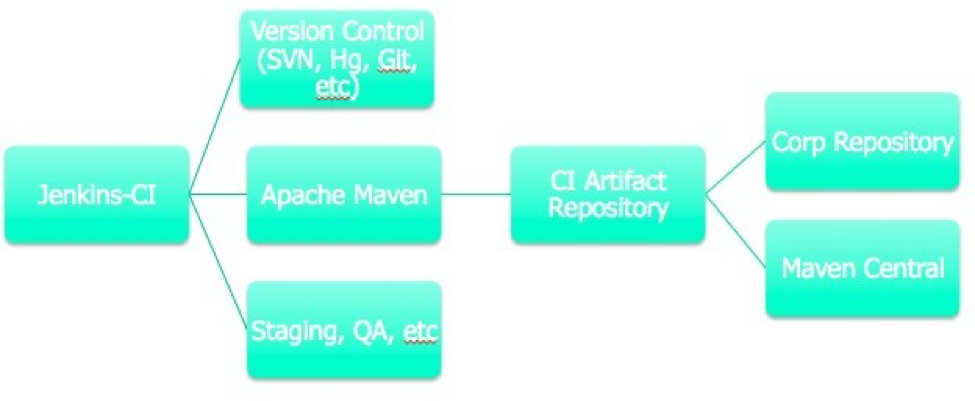 Version Control
(SVN, Hg, Git,
etc)
Jenkins-CI
Apache Maven
CI Artifact
Repository
Corp Repository
Maven Central
Staging, QA, etc